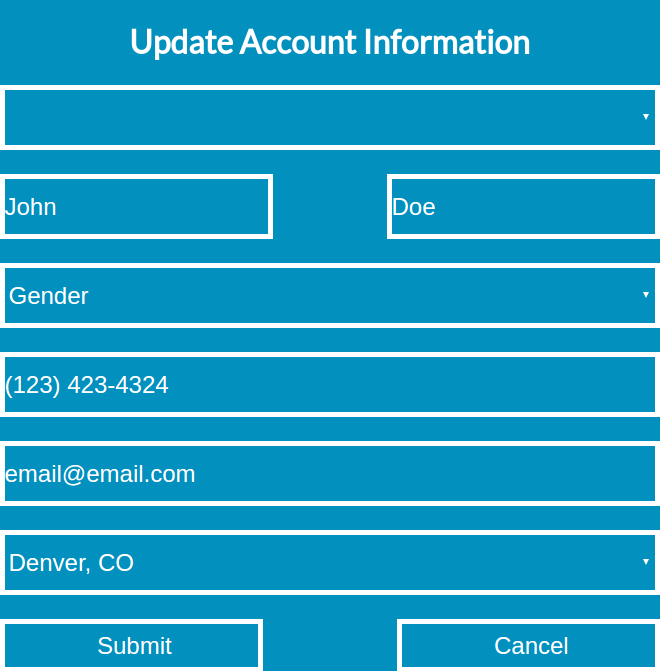 Update Account Information
John Doe
Gender
(123) 423-4324
email@email.com
Denver, CO
Submit Cancel